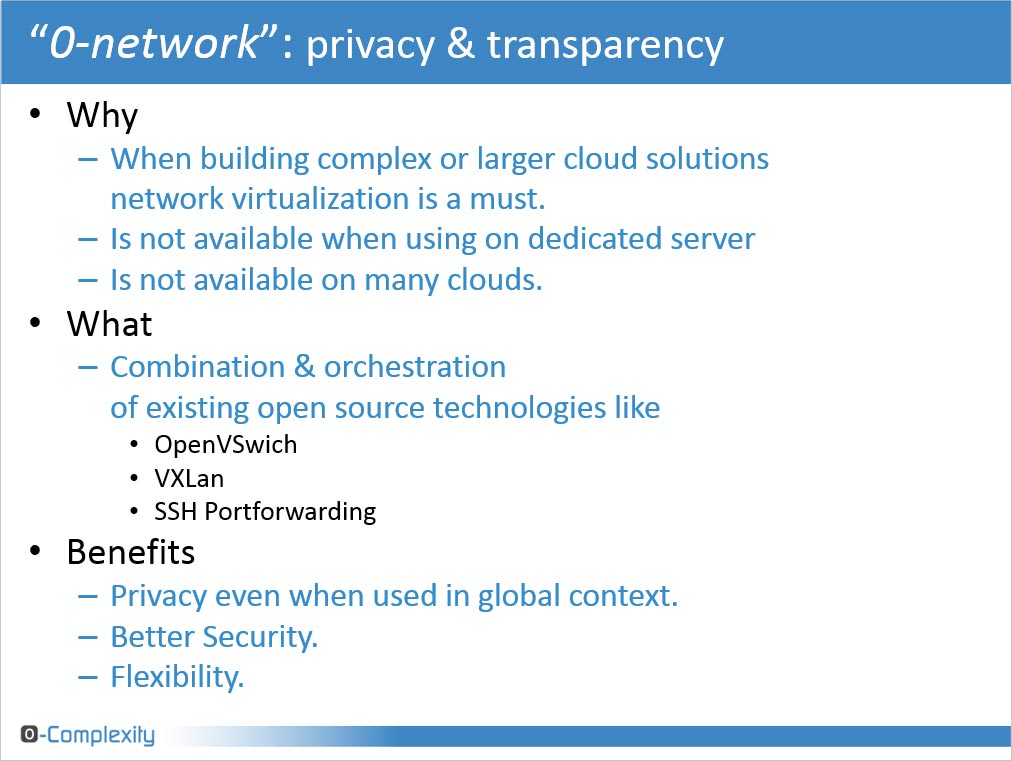 “0-network”: privacy & transparency
• Why
– When building complex or larger cloud solutions
network virtualization is a must.
– Is not available when using on dedicated server
– Is not available on many clouds.
• What
– Combination & orchestration
of existing open source technologies like
• OpenVSwich
• VXLan
• SSH Portforwarding
• Benefits
– Privacy even when used in global context.
– Better Security.
– Flexibility.
0-Complexity